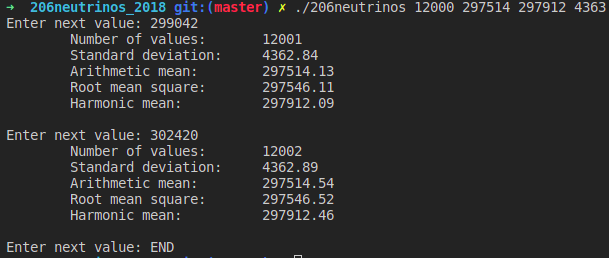 ➜  206neutrinos_2018 git:(master) ✗ ./206neutrinos 12000 297514 297912 4363
Enter next value: 299042
        Number of values:       12001
        Standard deviation:     4362.84
        Arithmetic mean:        297514.13
        Root mean square:       297546.11
        Harmonic mean:          297912.09
Enter next value: 302420
        Number of values:       12002
        Standard deviation:     4362.89
        Arithmetic mean:        297514.54
        Root mean square:       297546.52
        Harmonic mean:          297912.46
Enter next value: END